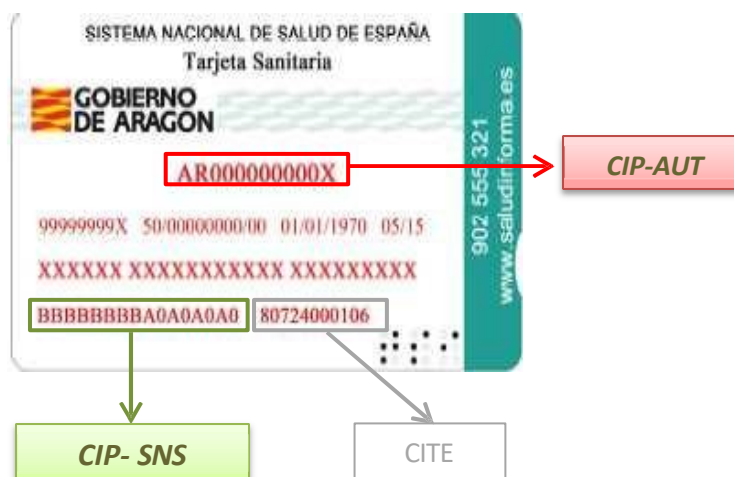 SISTEMA NACIONAL DE SALUD DE ESPAÑA
Tarjeta Sanitaria
GOBIERNO
DE ARAGON
AR000000000X
99999999X 50/00000000/00 01/01/1970 05/15
XXXXXX XXXXXXXXXXX XXXXXXXXX
BBBBBBBBA0A0A0A0 80724000106
902 555 321
www.saludinforma.es
CIP-AUT
CIP- SNS
CITE